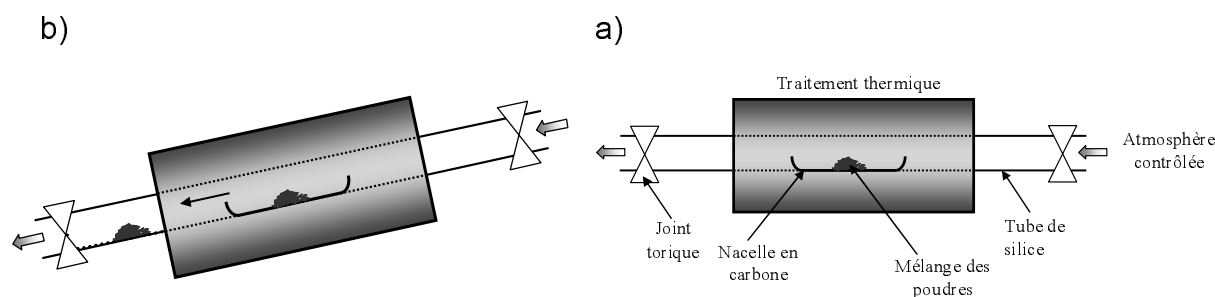 b)
a)
Traitement thermique
Atmosphère
contrôlée
Joint
torique
Nacelle en
carbone
Mélange des
poudres
Tube de
silice